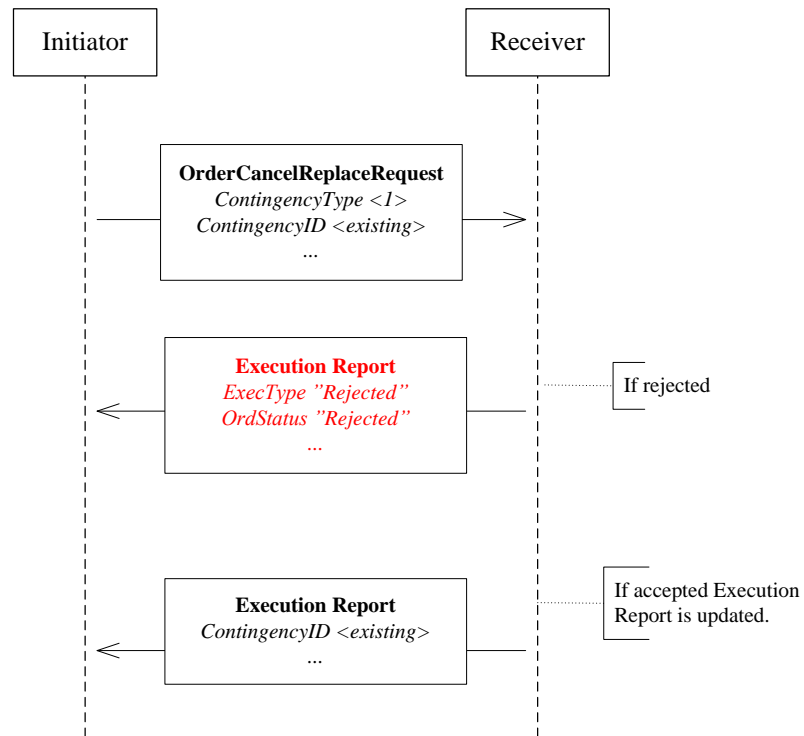 Initiator
Receiver
OrderCancelReplaceRequest
ContingencyType <1>
ContingencyID <existing>
...
Execution Report
ExecType ”Rejected”
OrdStatus ”Rejected”
...
If rejected
Execution Report
ContingencyID <existing>
...
If accepted Execution
Report is updated.